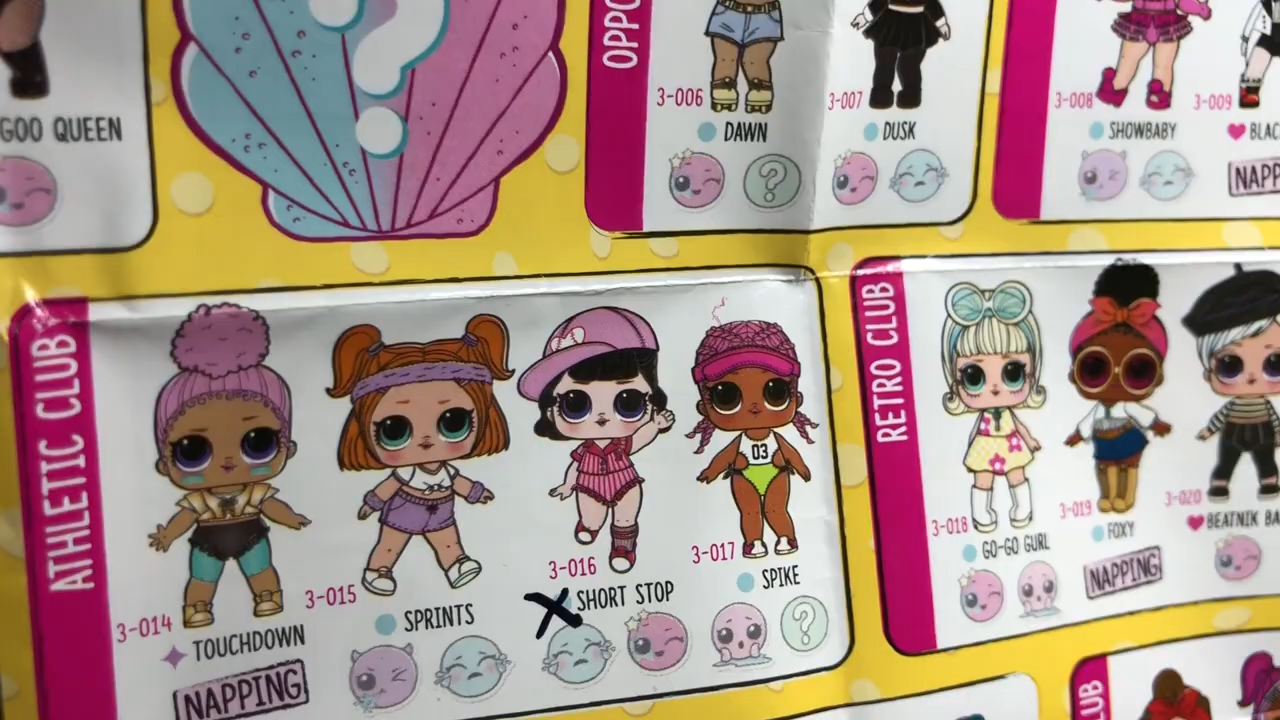 GOO QUEEN
?
OPPO
3-006
DAWN
?
3-007
DUSK
3-008
SHOWBABY
3-009
NAPP
ATHLETIC CLUB
3-014
TOUCHDOWN
NAPPING
3-015
SPRINTS
3-016
SHORT STOP
03
3-017
SPIKE
?
RETRO CLUB
3-018
GO-GO GURL
3-019
FOXY
NAPPING
3-020
BEATNIK BA
LUB